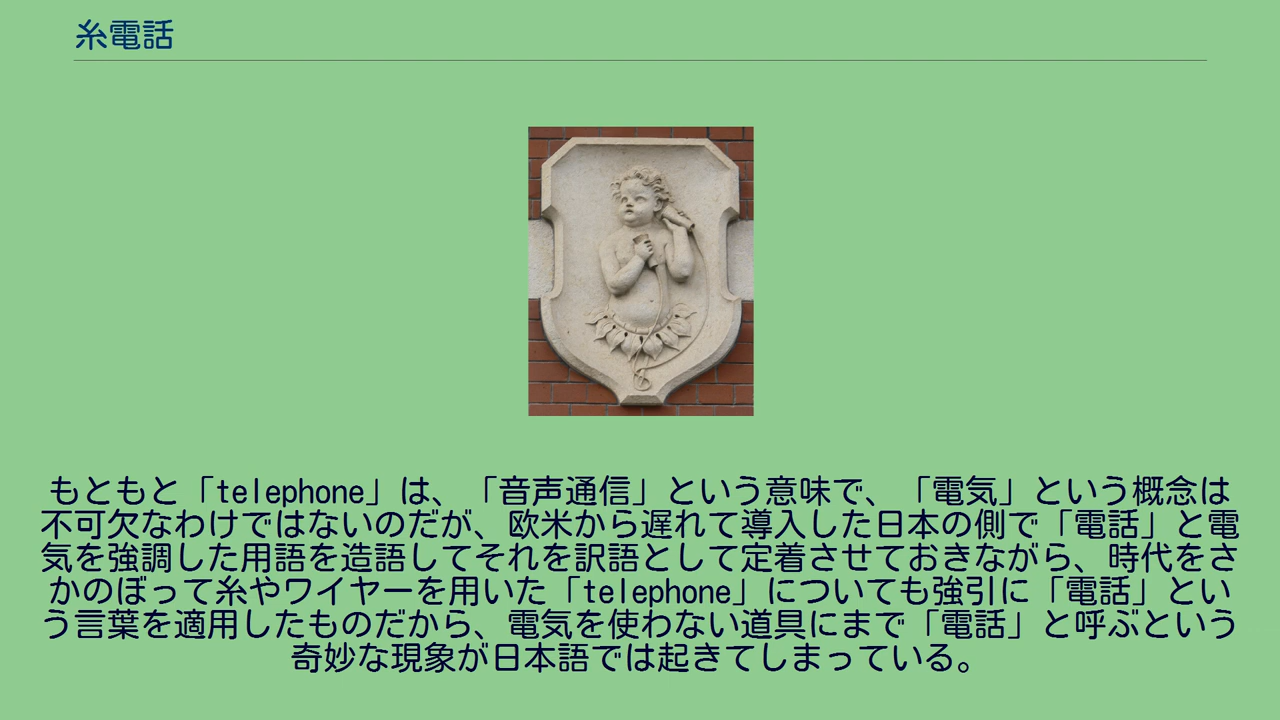 糸電話
もともと「telephone」は、「音声通信」という意味で、「電気」という概念は
不可欠なわけではないのだが、欧米から遅れて導入した日本の側で「電話」と電
気を強調した用語を造語してそれを訳語として定着させておきながら、時代をさ
かのぼって糸やワイヤーを用いた「telephone」についても強引に「電話」とい
う言葉を適用したものだから、電気を使わない道具にまで「電話」と呼ぶという
奇妙な現象が日本語では起きてしまっている。